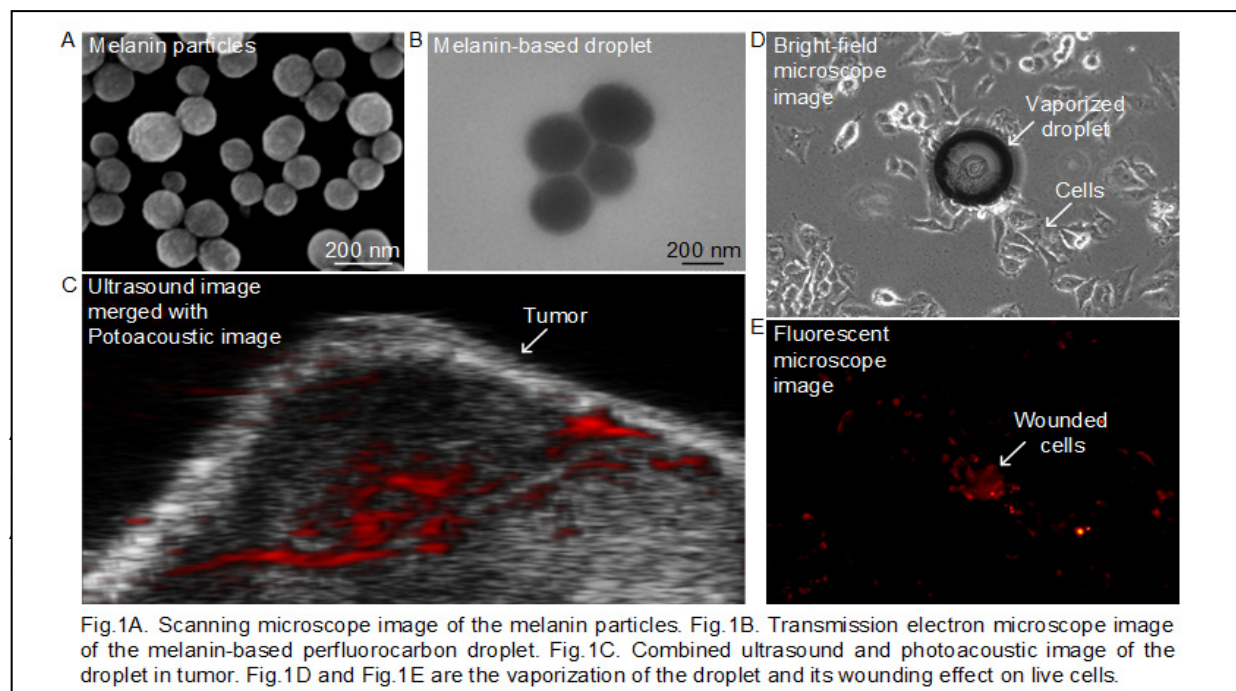 A
Melanin particles
200 nm
B
Melanin-based droplet
200 nm
C
Ultrasound image
merged with
Potoacoustic image
Tumor
D
Bright-field
microscope
image
Vaporized
droplet
Cells
E
Fluorescent
microscope
image
Wounded
cells
Fig.1A. Scanning microscope image of the melanin particles. Fig.1B. Transmission electron microscope image
of the melanin-based perfluorocarbon droplet. Fig.1C. Combined ultrasound and photoacoustic image of the
droplet in tumor. Fig.1D and Fig.1E are the vaporization of the droplet and its wounding effect on live cells.